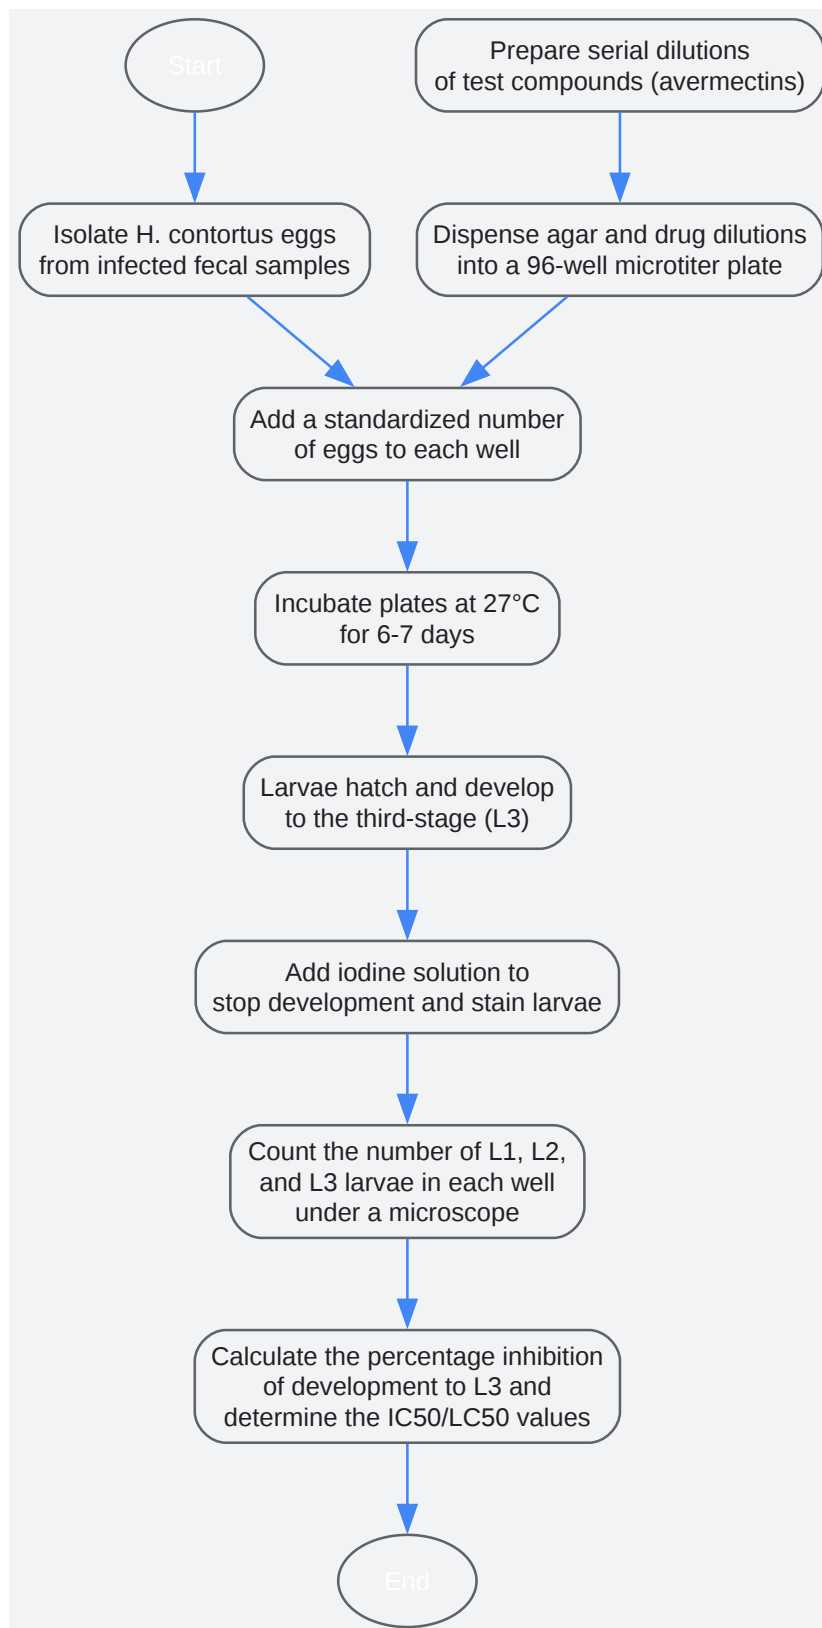 Start
Prepare serial dilutions
of test compounds (avermectins)
Isolate H. contortus eggs
from infected fecal samples
Dispense agar and drug dilutions
into a 96-well microtiter plate
Add a standardized number
of eggs to each well
Incubate plates at 27°C
for 6-7 days
Larvae hatch and develop
to the third-stage (L3)
Add iodine solution to
stop development and stain larvae
Count the number of L1, L2,
and L3 larvae in each well
under a microscope
Calculate the percentage inhibition
of development to L3 and
determine the IC50/LC50 values
End